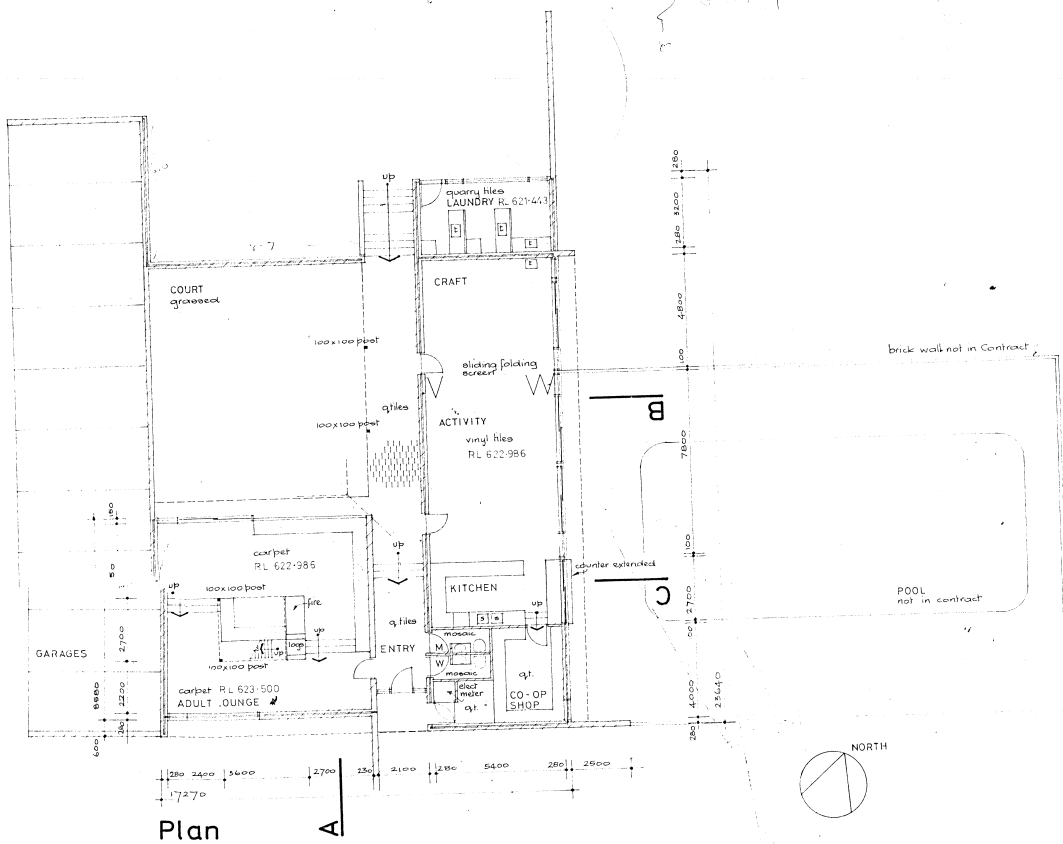 up
quarry tiles
LAUNDRY RL 621·443
t
t
t
t
CRAFT
COURT
grassed
100x100 post
sliding folding
screen
100x100 post
q.tiles
ACTIVITY
vinyl tiles
RL 622·986
brick wall not in Contract
B
280
3200
280
4800
100
7800
100
2700
4000
280
23640
carpet
RL 622·986
up
100x100 post
fire
up
logs
up
100x100 post
carpet RL 623·500
ADULT LOUNGE
GARAGES
up
q tiles
ENTRY
KITCHEN
counter extended
C
S
S
up
mosaic
M
W
mosaic
elect
meter
q.t.
q.t.
CO-OP
SHOP
POOL
not in contract
2700
2200
280
8880
600
280 2400 3600 2700 230 2100 280 5400 280 2500
17270
NORTH
Plan
A